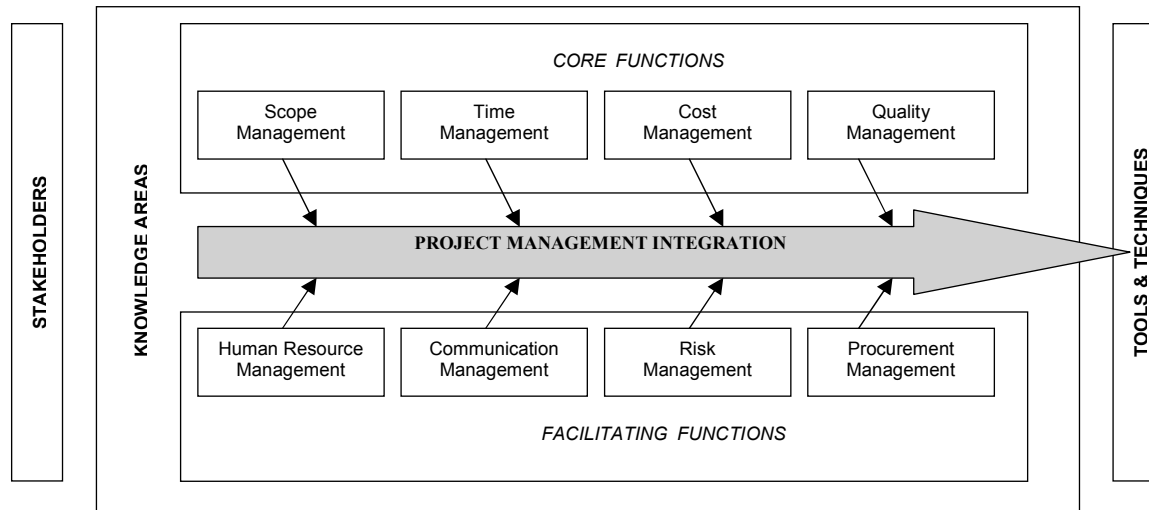 STAKEHOLDERS
KNOWLEDGE AREAS
CORE FUNCTIONS
Scope
Management
Time
Management
Cost
Management
Quality
Management
PROJECT MANAGEMENT INTEGRATION
Human Resource
Management
Communication
Management
Risk
Management
Procurement
Management
FACILITATING FUNCTIONS
TOOLS & TECHNIQUES